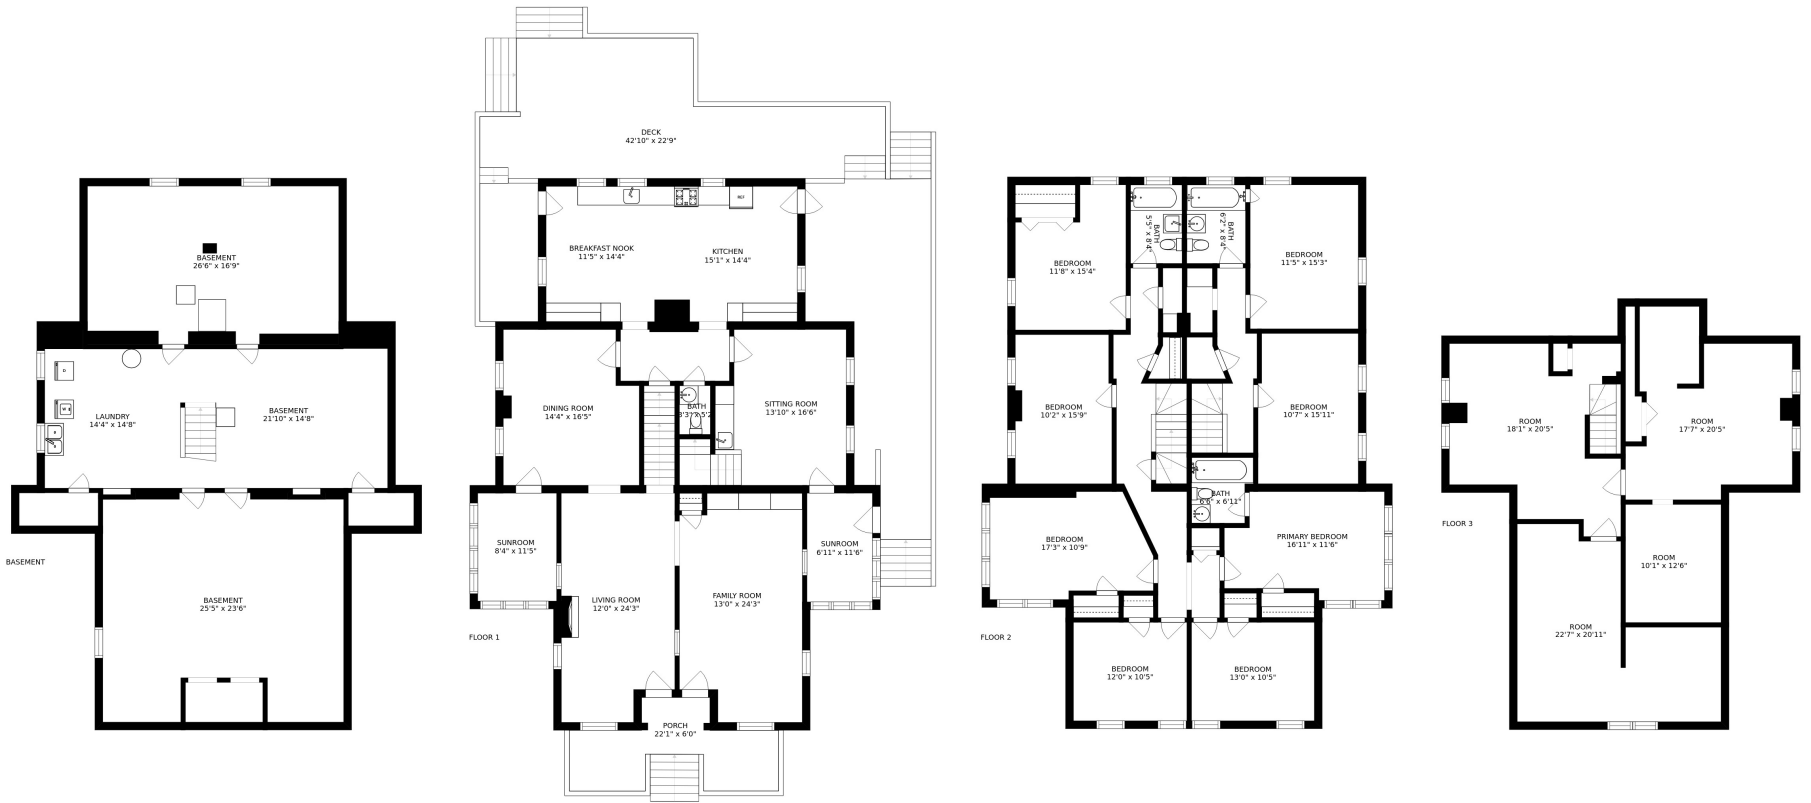 BASEMENT
26'6" x 16'9"
LAUNDRY
14'4" x 14'8"
BASEMENT
21'10" x 14'8"
BASEMENT
BASEMENT
25'5" x 23'6"
DECK
42'10" x 22'9"
REF
BREAKFAST NOOK
11'5" x 14'4"
KITCHEN
15'1" x 14'4"
DINING ROOM
14'4" x 16'5"
BATH
SITTING ROOM
13'10" x 16'6"
SUNROOM
8'4" x 11'5"
SUNROOM
6'11" x 11'6"
LIVING ROOM
12'0" x 24'3"
FAMILY ROOM
13'0" x 24'3"
FLOOR 1
PORCH
22'1" x 6'0"
BEDROOM
11'8" x 15'4"
BATH
5'5" x 8'4"
BATH
6'2" x 8'4"
BEDROOM
11'5" x 15'3"
BEDROOM
10'2" x 15'9"
BEDROOM
10'7" x 15'11"
BATH
6'6" x 6'11"
BEDROOM
17'3" x 10'9"
PRIMARY BEDROOM
16'11" x 11'6"
FLOOR 2
BEDROOM
12'0" x 10'5"
BEDROOM
13'0" x 10'5"
ROOM
18'1" x 20'5"
ROOM
17'7" x 20'5"
FLOOR 3
ROOM
10'1" x 12'6"
ROOM
22'7" x 20'11"